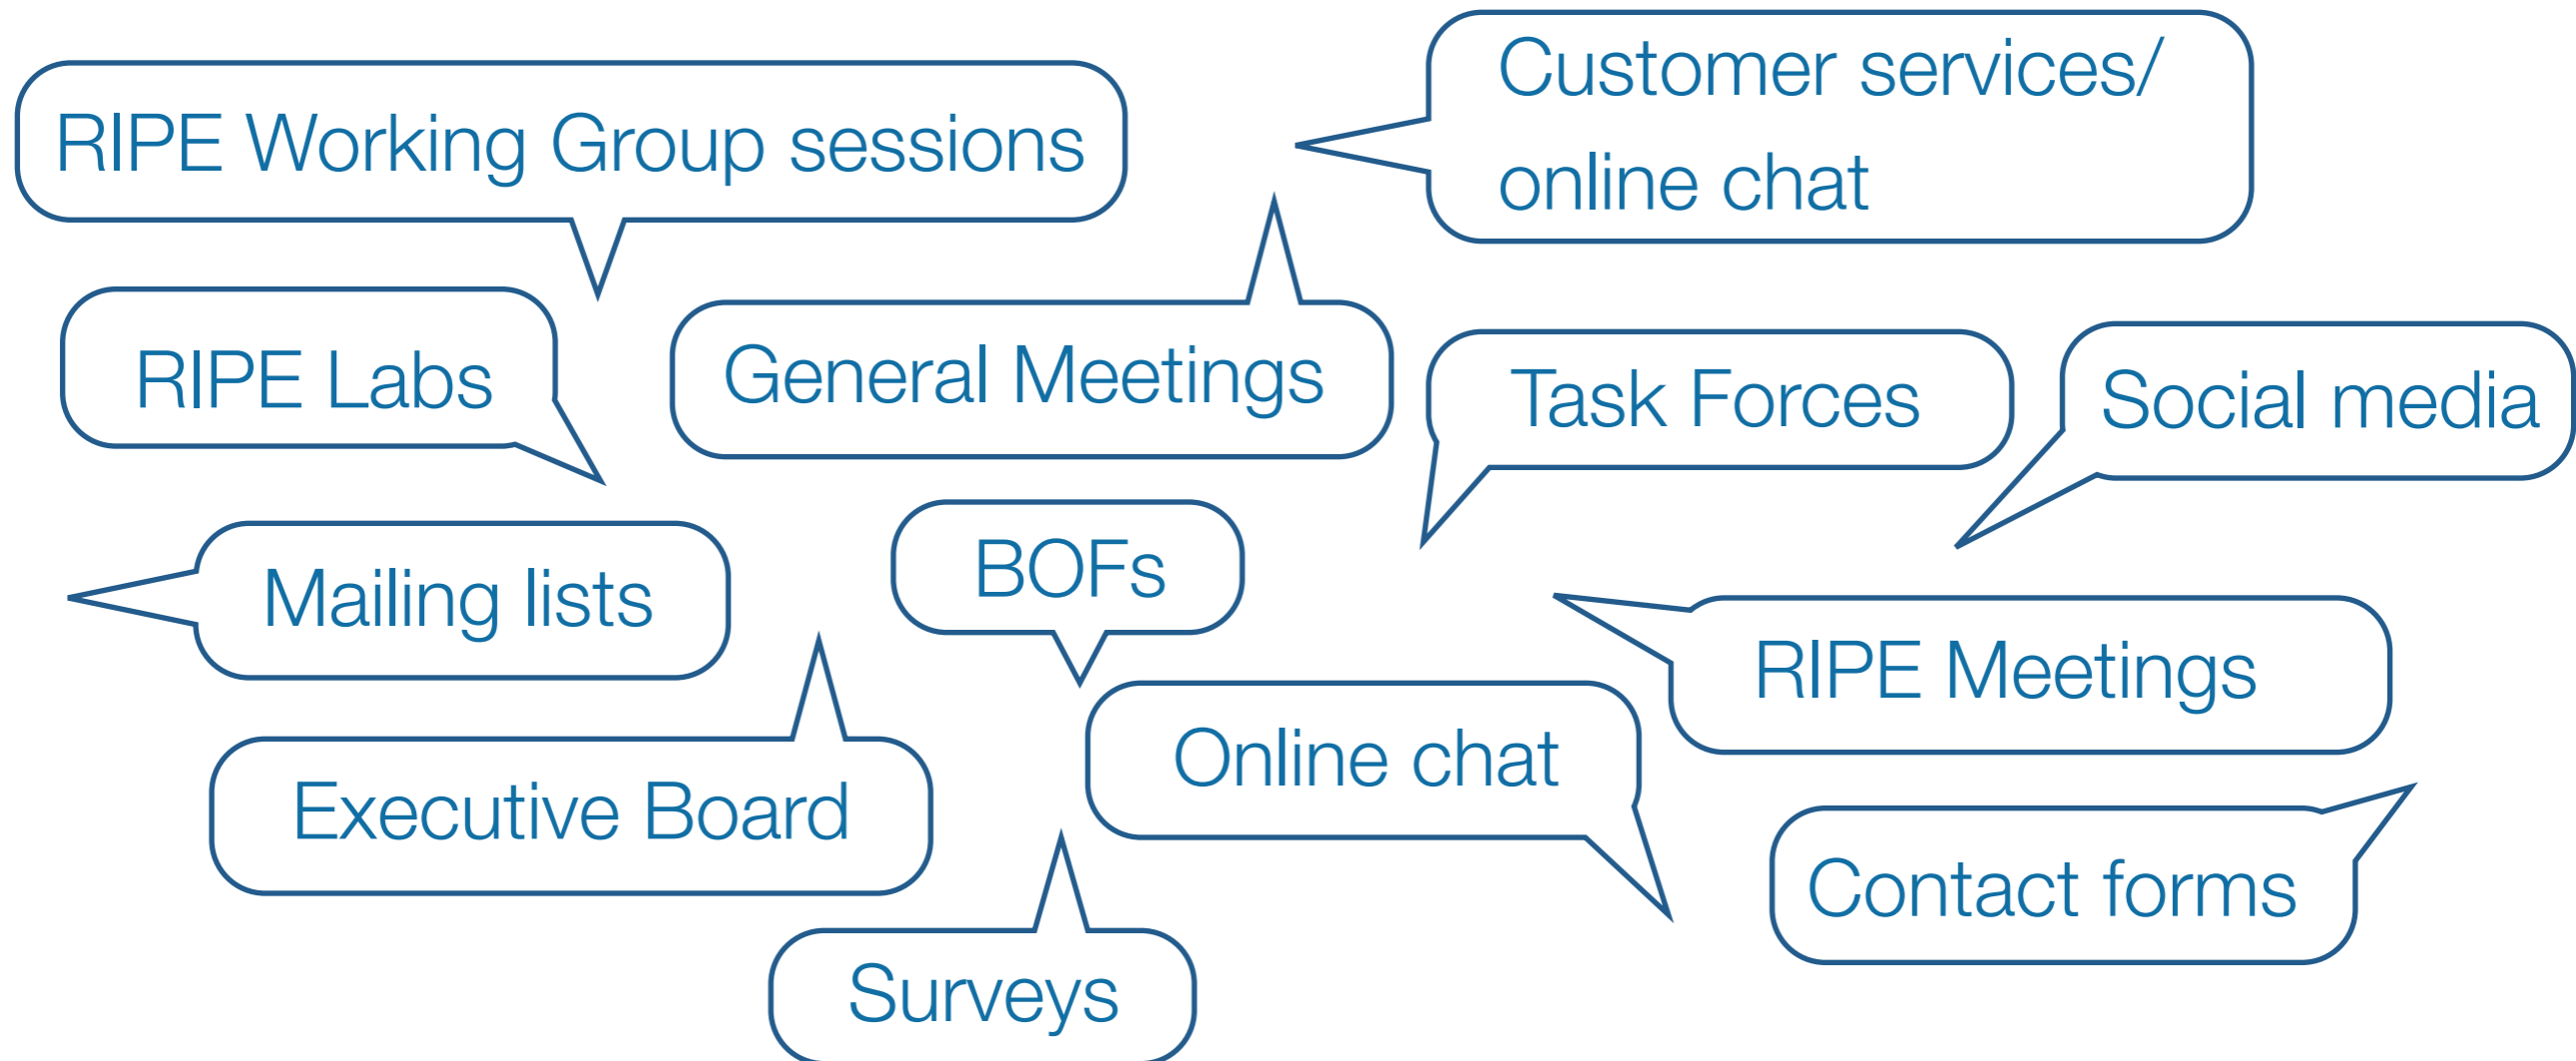 RIPE Working Group sessions
Customer services/
online chat
RIPE Labs
General Meetings
Task Forces
Social media
Mailing lists
BOFs
RIPE Meetings
Executive Board
Online chat
Contact forms
Surveys